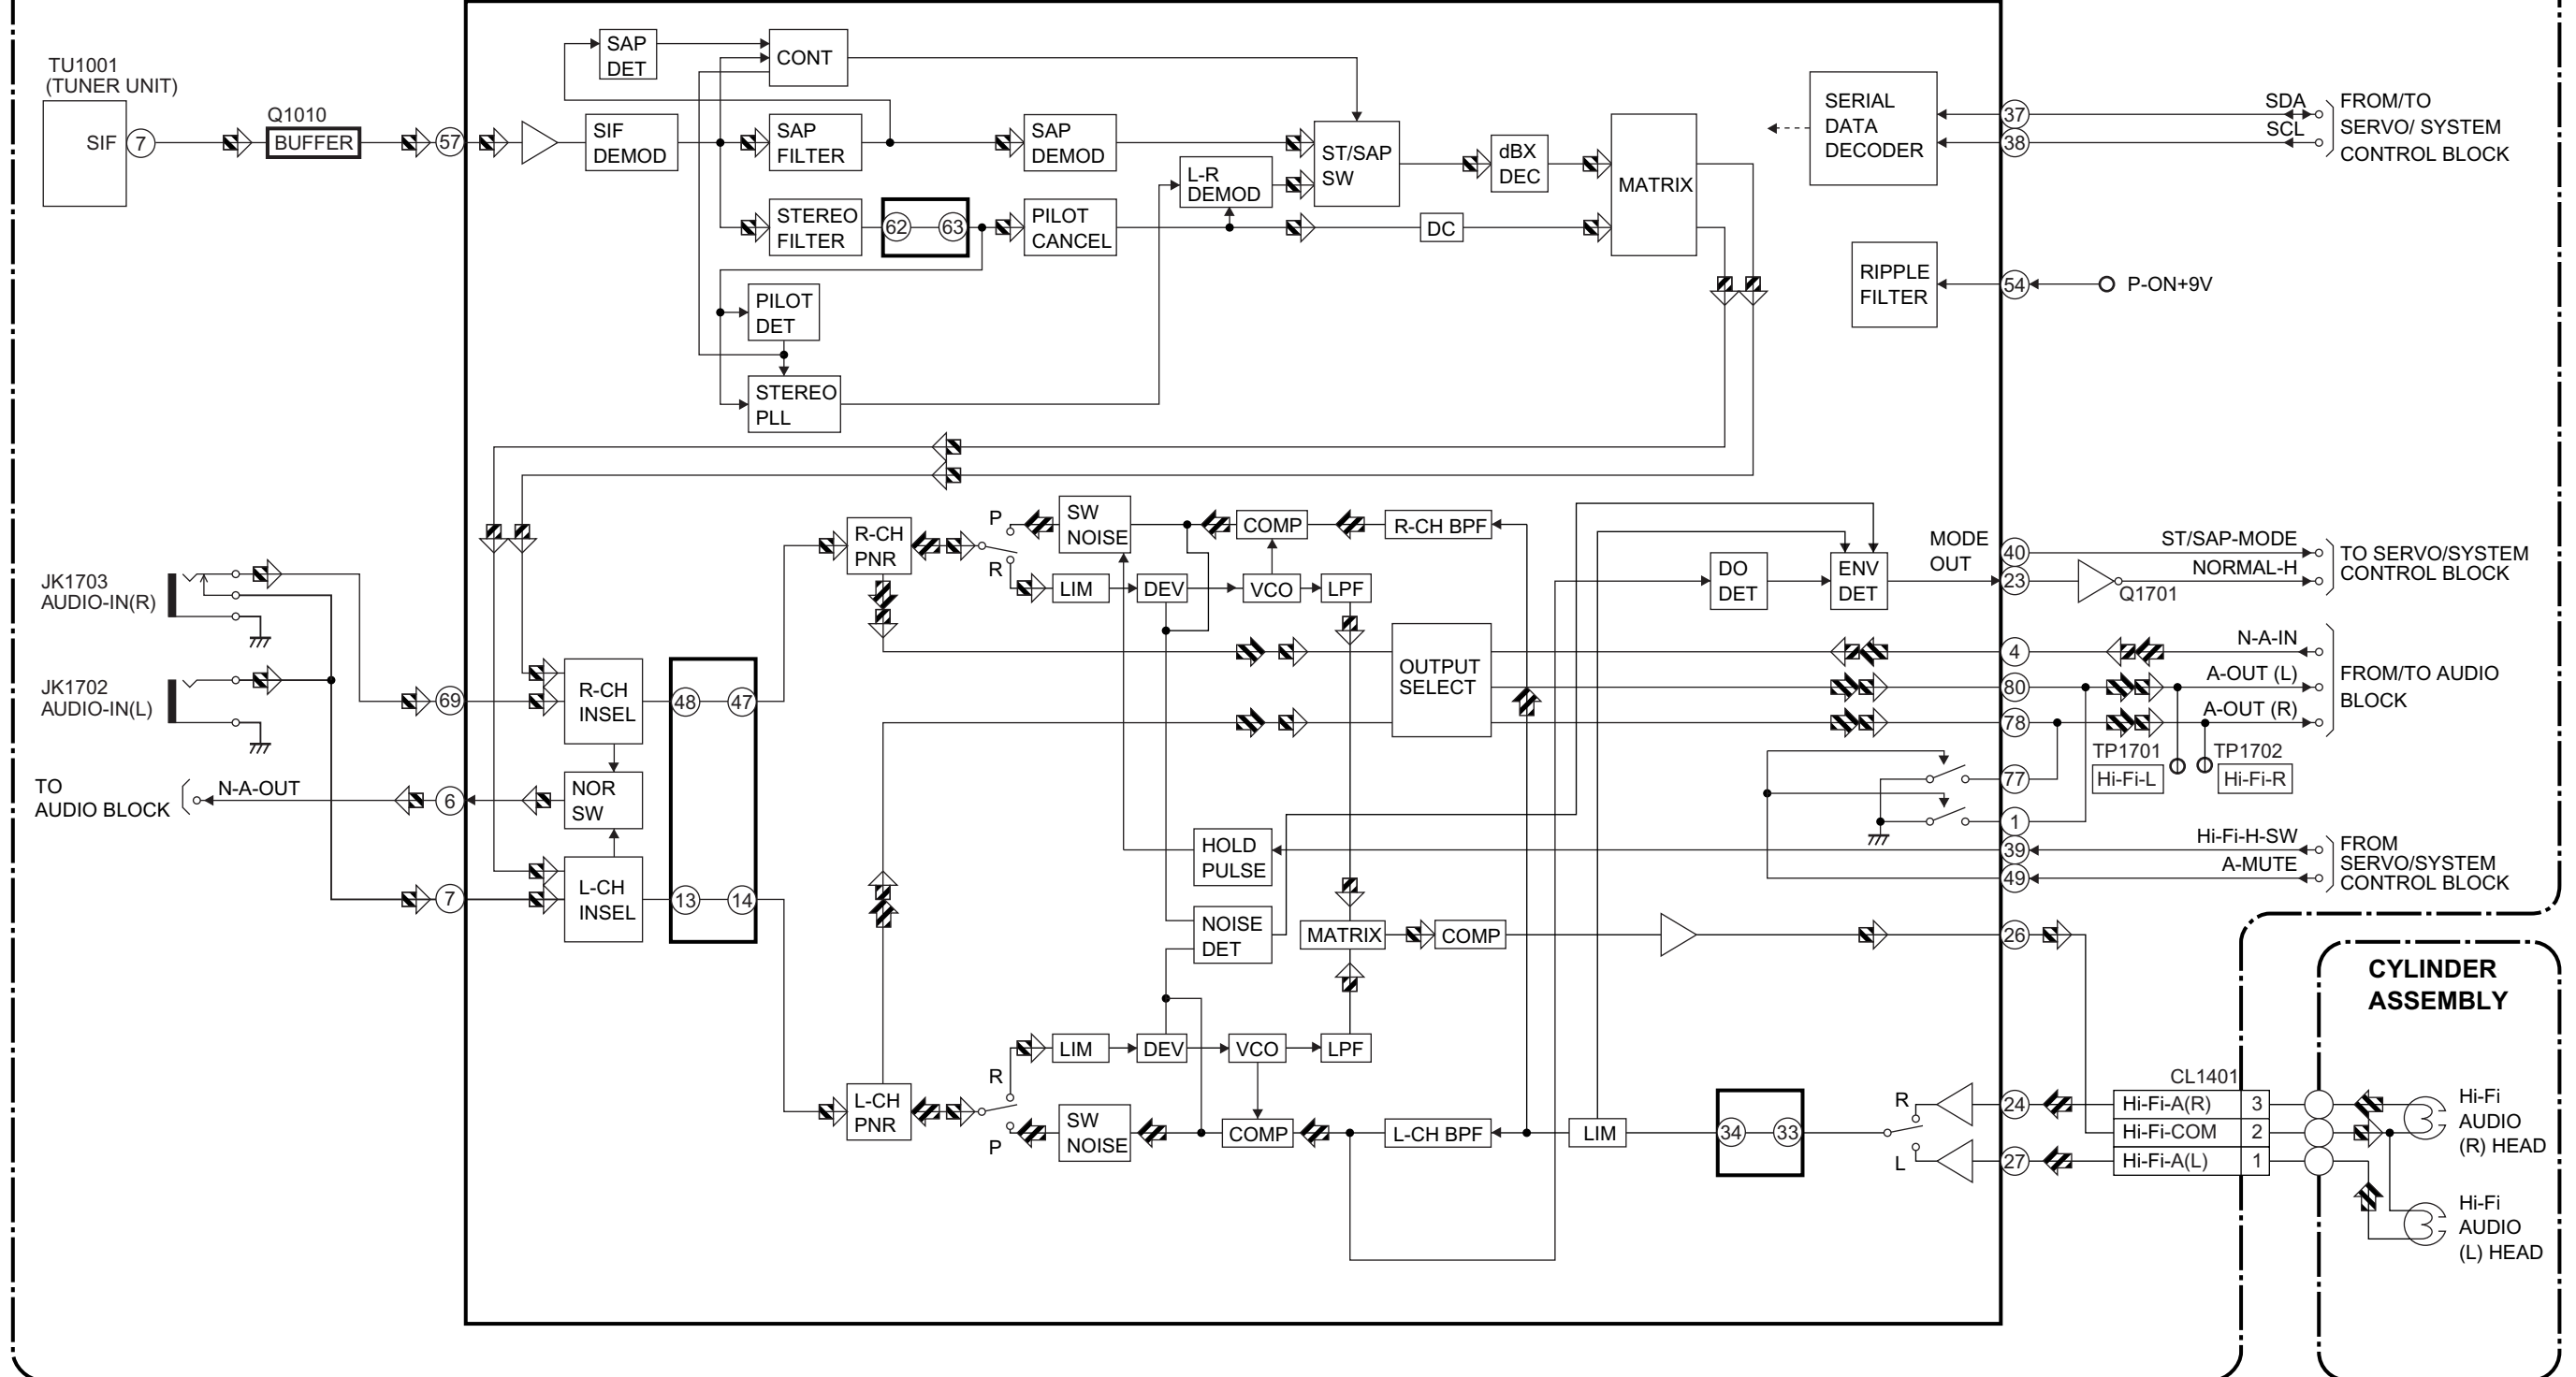 TU1001
(TUNER UNIT)
SIF
7
Q1010
BUFFER
57
SAP
DET
CONT
SIF
DEMOD
SAP
FILTER
SAP
DEMOD
STEREO
FILTER
62
63
PILOT
CANCEL
L-R
DEMOD
ST/SAP
SW
dBX
DEC
DC
MATRIX
PILOT
DET
STEREO
PLL
SERIAL
DATA
DECODER
37
38
SDA
SCL
FROM/TO
SERVO/ SYSTEM
CONTROL BLOCK
RIPPLE
FILTER
54
P-ON+9V
JK1703
AUDIO-IN(R)
JK1702
AUDIO-IN(L)
TO
AUDIO BLOCK
N-A-OUT
69
6
7
R-CH
INSEL
NOR
SW
L-CH
INSEL
48
47
13
14
R-CH
PNR
P
R
SW
NOISE
COMP
R-CH BPF
LIM
DEV
VCO
LPF
DO
DET
ENV
DET
MODE
OUT
40
23
ST/SAP-MODE
NORMAL-H
Q1701
TO SERVO/SYSTEM
CONTROL BLOCK
OUTPUT
SELECT
4
80
78
N-A-IN
A-OUT (L)
A-OUT (R)
FROM/TO AUDIO
BLOCK
TP1701
Hi-Fi-L
TP1702
Hi-Fi-R
77
1
39
49
Hi-Fi-H-SW
A-MUTE
FROM
SERVO/SYSTEM
CONTROL BLOCK
HOLD
PULSE
NOISE
DET
MATRIX
COMP
26
L-CH
PNR
R
P
LIM
DEV
VCO
LPF
SW
NOISE
COMP
L-CH BPF
LIM
34
33
R
L
24
27
CL1401
Hi-Fi-A(R)
3
Hi-Fi-COM
2
Hi-Fi-A(L)
1
CYLINDER
ASSEMBLY
Hi-Fi
AUDIO
(R) HEAD
Hi-Fi
AUDIO
(L) HEAD